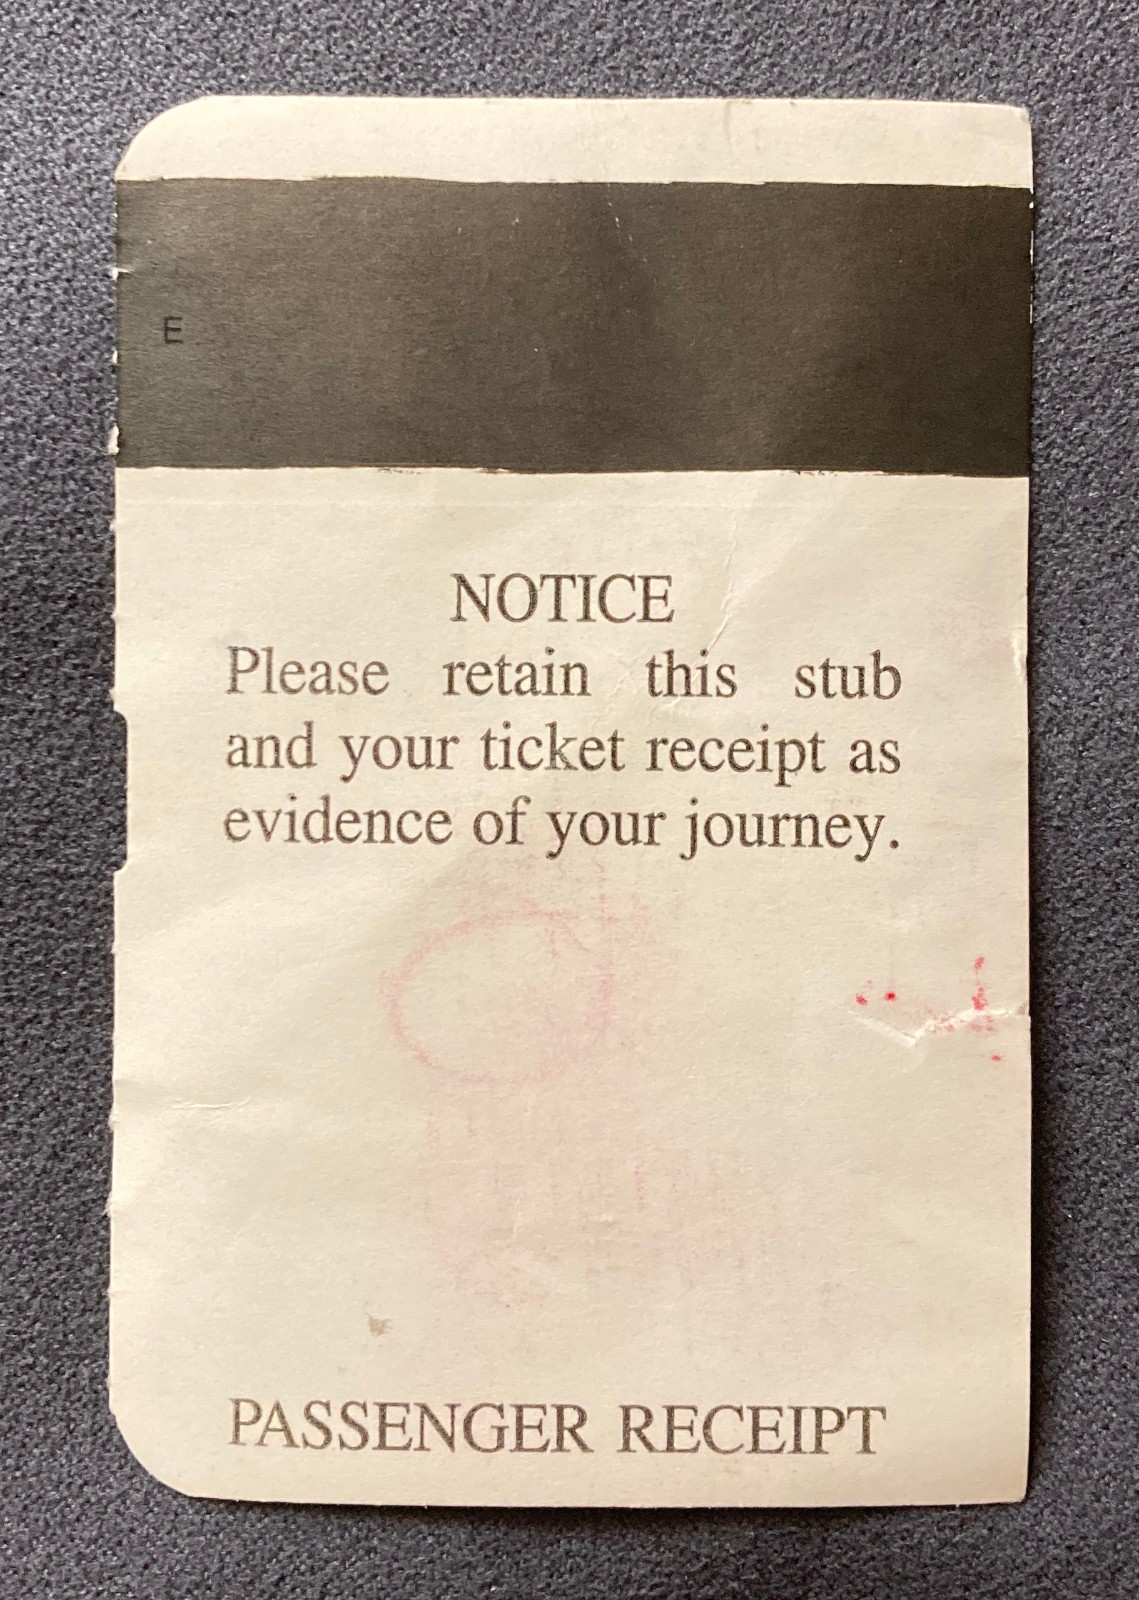 E
NOTICE
Please retain this stub
and your ticket receipt as
evidence of your journey.
PASSENGER RECEIPT